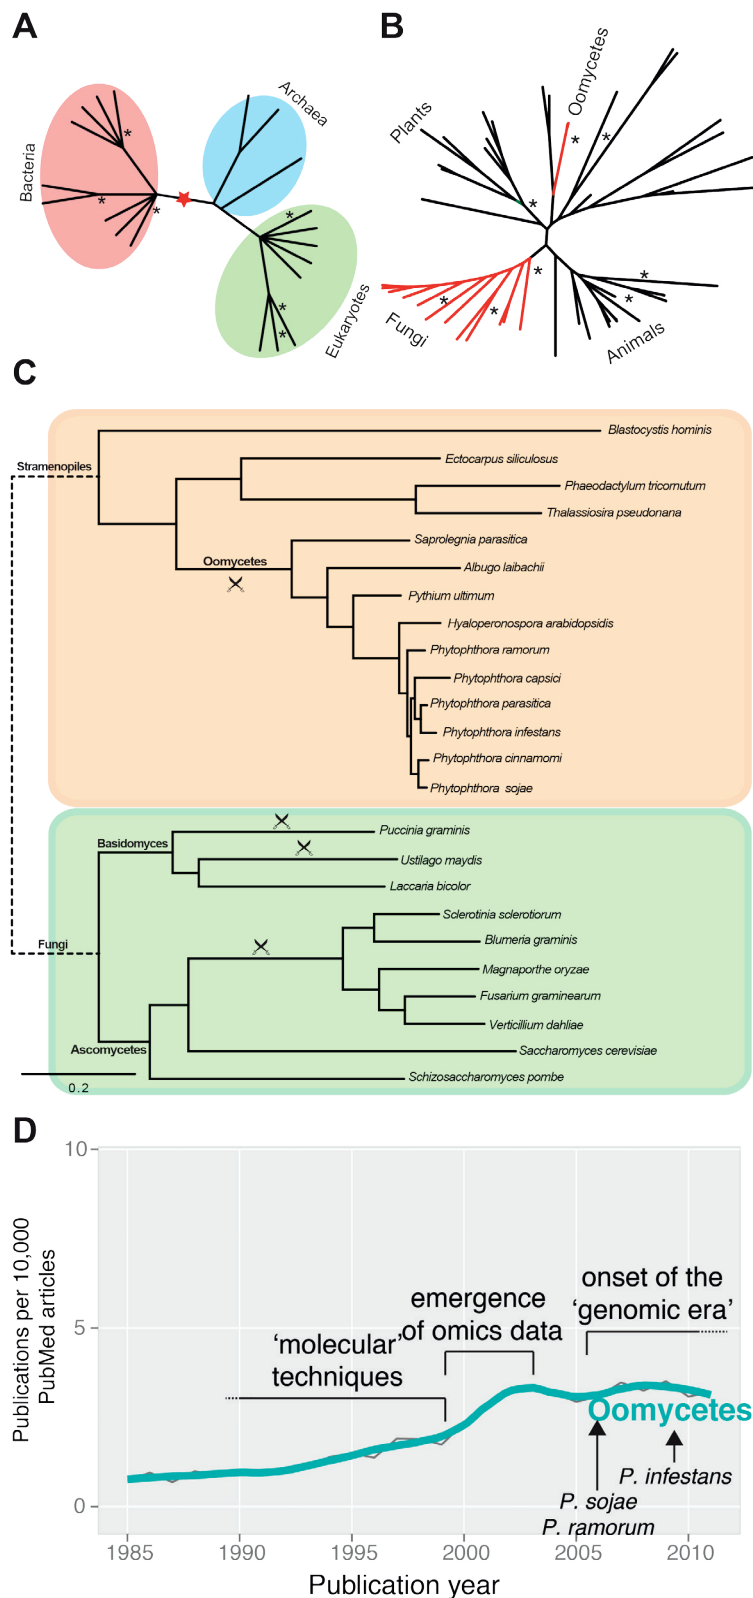 A
Bacteria
Archaea
Eukaryotes
B
Plants
Oomycetes
Fungi
Animals
C
Stramenopiles
Blastocystis hominis
Ectocarpus siliculosus
Phaeodactylum tricornutum
Thalassiosira pseudonana
Oomycetes
Saprolegnia parasitica
Albugo laibachii
Pythium ultimum
Hyaloperonospora arabidopsidis
Phytophthora ramorum
Phytophthora capsici
Phytophthora parasitica
Phytophthora infestans
Phytophthora cinnamomi
Phytophthora sojae
Fungi
Basidomyces
Puccinia graminis
Ustilago maydis
Laccaria bicolor
Sclerotinia sclerotiorum
Blumeria graminis
Magnaporthe oryzae
Fusarium graminearum
Verticillium dahliae
Ascomycetes
Saccharomyces cerevisiae
Schizosaccharomyces pombe
0.2
D
Publications per 10,000
PubMed articles
10
5
0
'molecular'
techniques
emergence
of omics data
onset of the
'genomic era'
Oomycetes
P. infestans
P. sojae
P. ramorum
1985
1990
1995
2000
2005
2010
Publication year